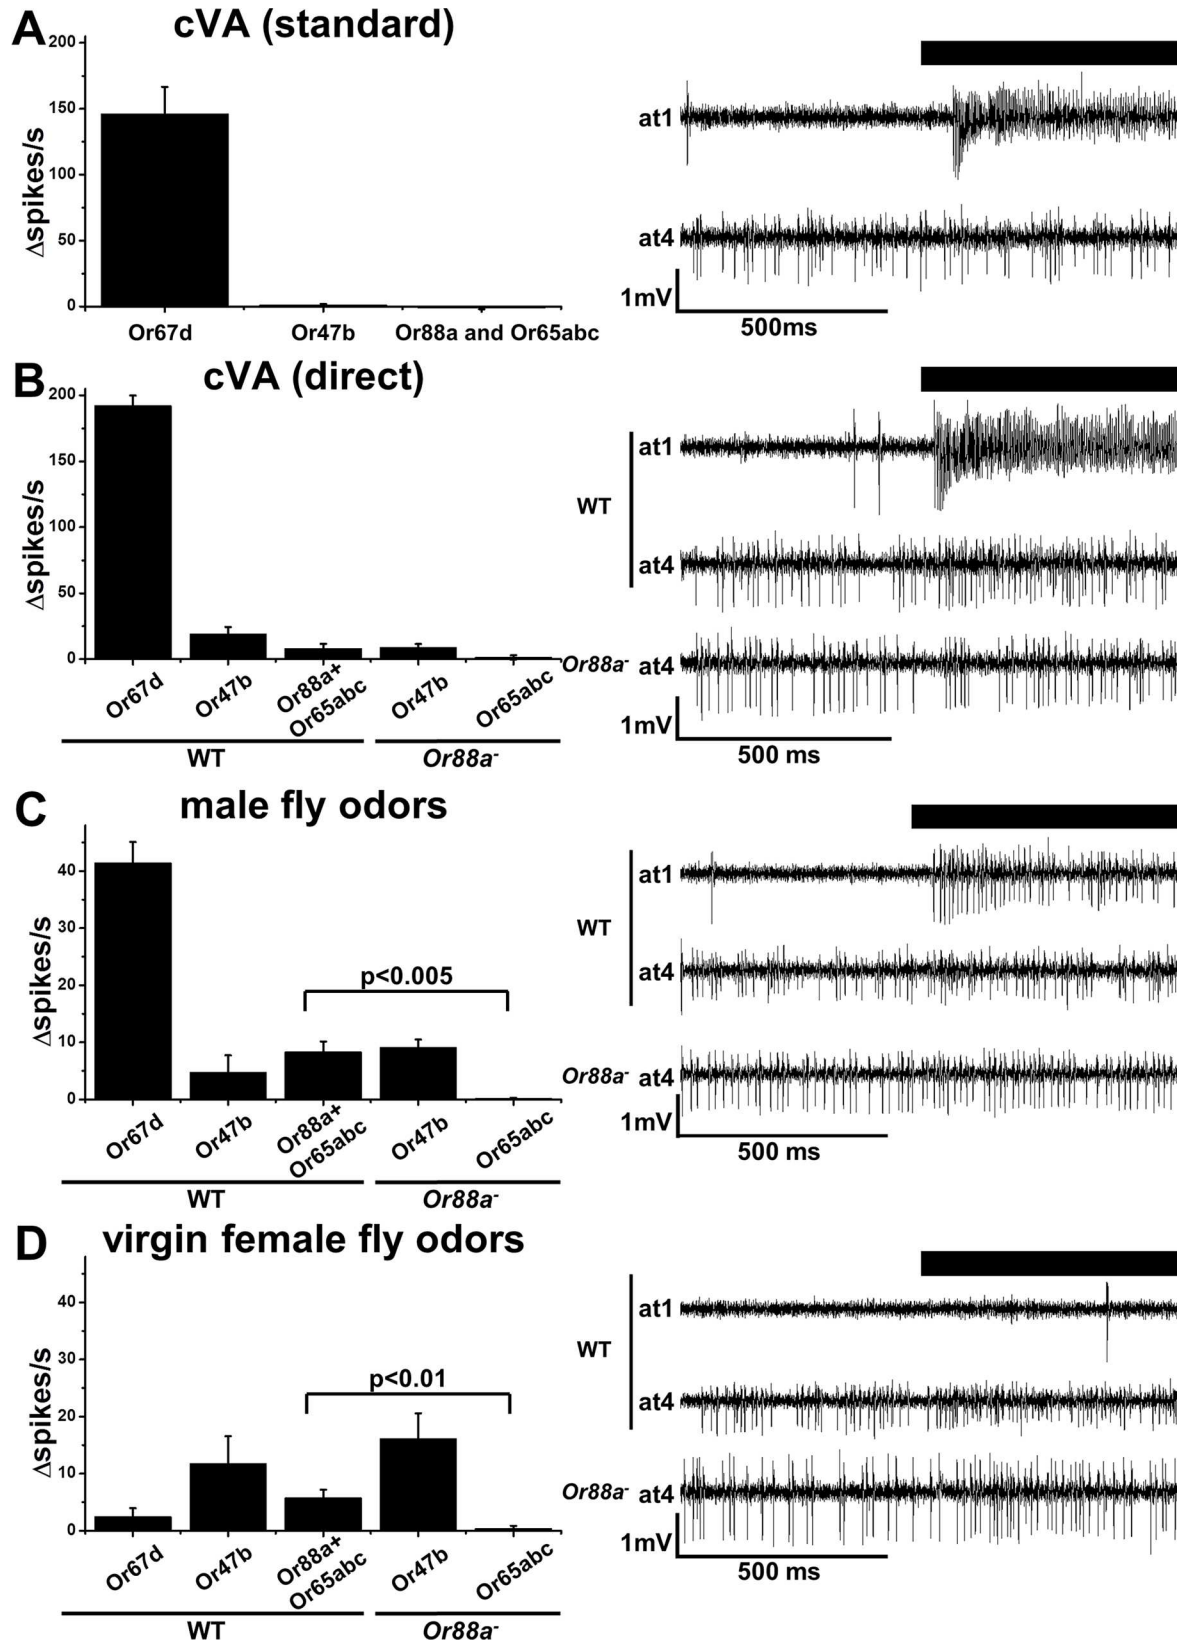 A cVA (standard)
200
150
100
50
0
Δspikes/s
Or67d Or47b Or88a and Or65abc
at1
at4
1mV
500ms
B cVA (direct)
200
150
100
50
0
Δspikes/s
Or67d Or47b Or88a+ Or47b Or65abc
Or65abc
WT Or88a-
WT
at1
at4
Or88a- at4
1mV
500 ms
C male fly odors
40
30
20
10
0
Δspikes/s
p<0.005
Or67d Or47b Or88a+ Or47b Or65abc
Or65abc
WT Or88a-
WT
at1
at4
Or88a- at4
1mV
500 ms
D virgin female fly odors
40
30
20
10
0
Δspikes/s
p<0.01
Or67d Or47b Or88a+ Or47b Or65abc
Or65abc
WT Or88a-
WT
at1
at4
Or88a- at4
1mV
500 ms